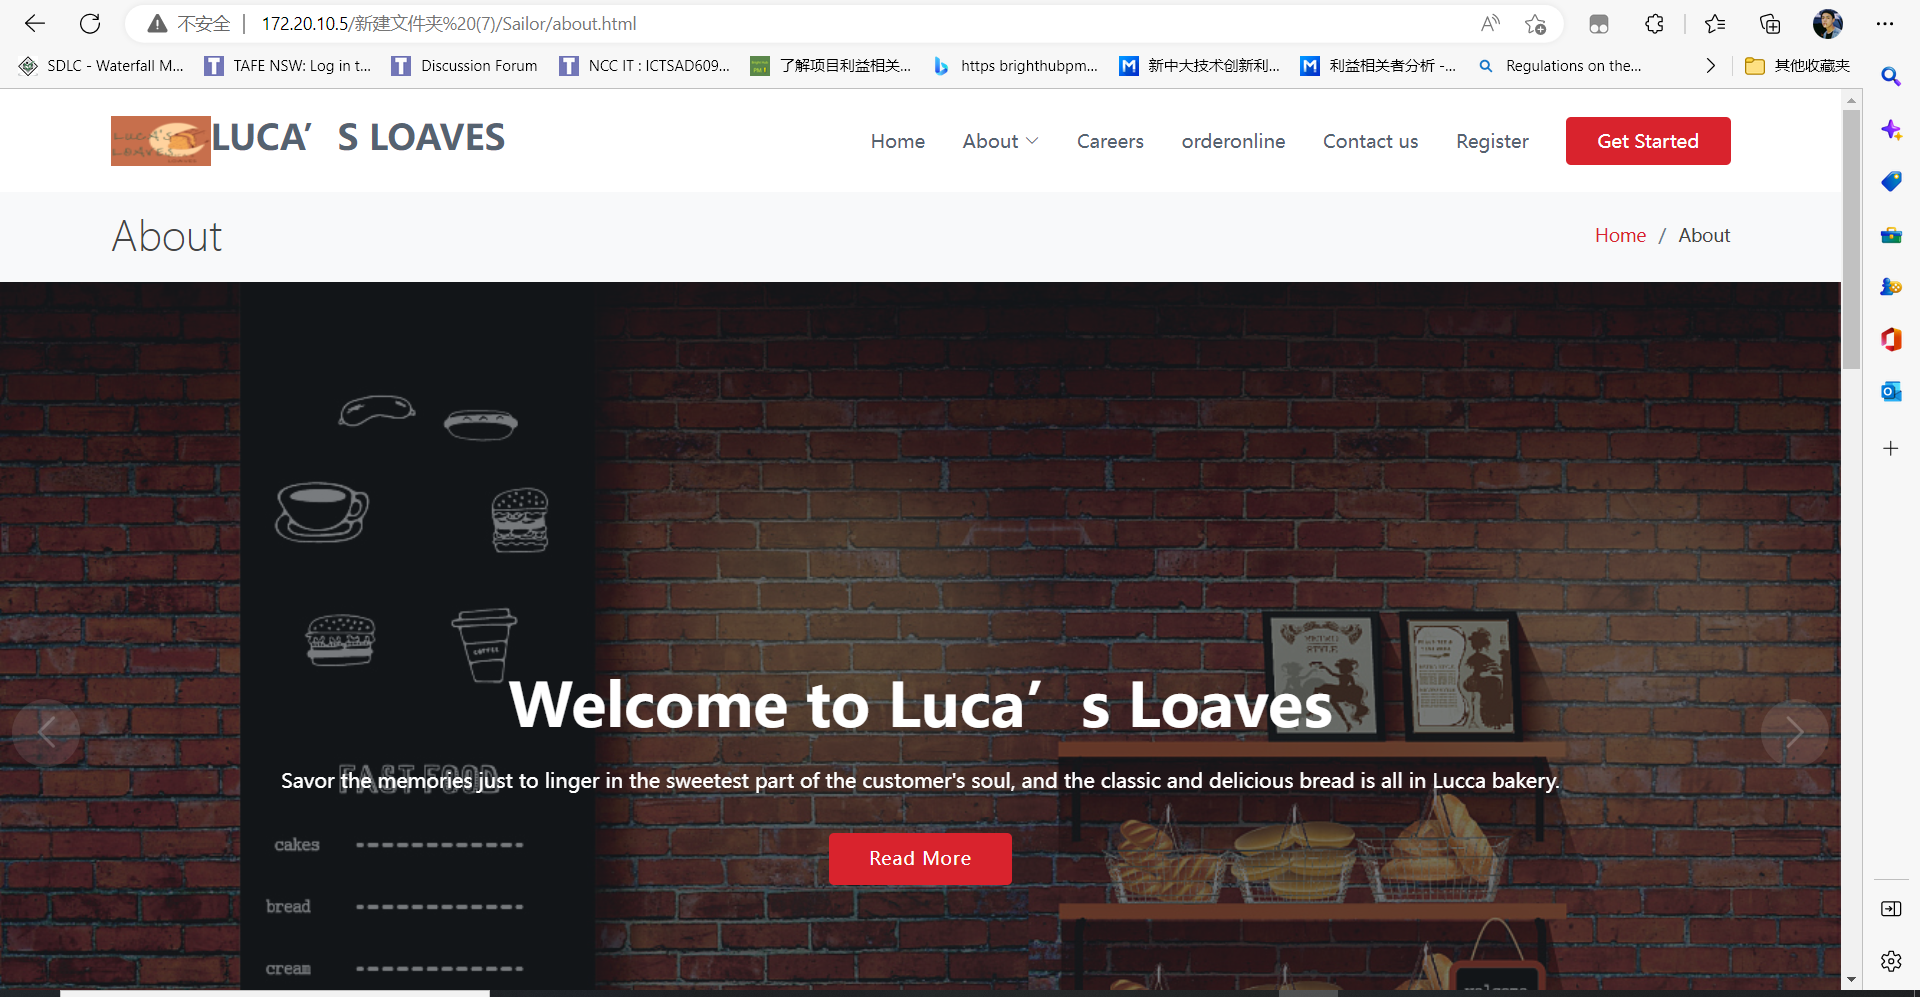 不安全 | 172.20.10.5/新建文件夹%20(7)/Sailor/about.html
SDLC - Waterfall M... TAFE NSW: Log in t... Discussion Forum NCC IT : ICTSAD609... 了解项目利益相关... https brighthubpm... 新中大技术创新利... 利益相关者分析 -... Regulations on the... 其他收藏夹
LUCA'S LOAVES
LUCA’S LOAVES Home About Careers orderonline Contact us Register Get Started
About Home / About
COFFEE
STYLE
Welcome to Luca’s Loaves
FAST FOOD
Savor the memories just to linger in the sweetest part of the customer's soul, and the classic and delicious bread is all in Lucca bakery.
cakes
Read More
bread
cream